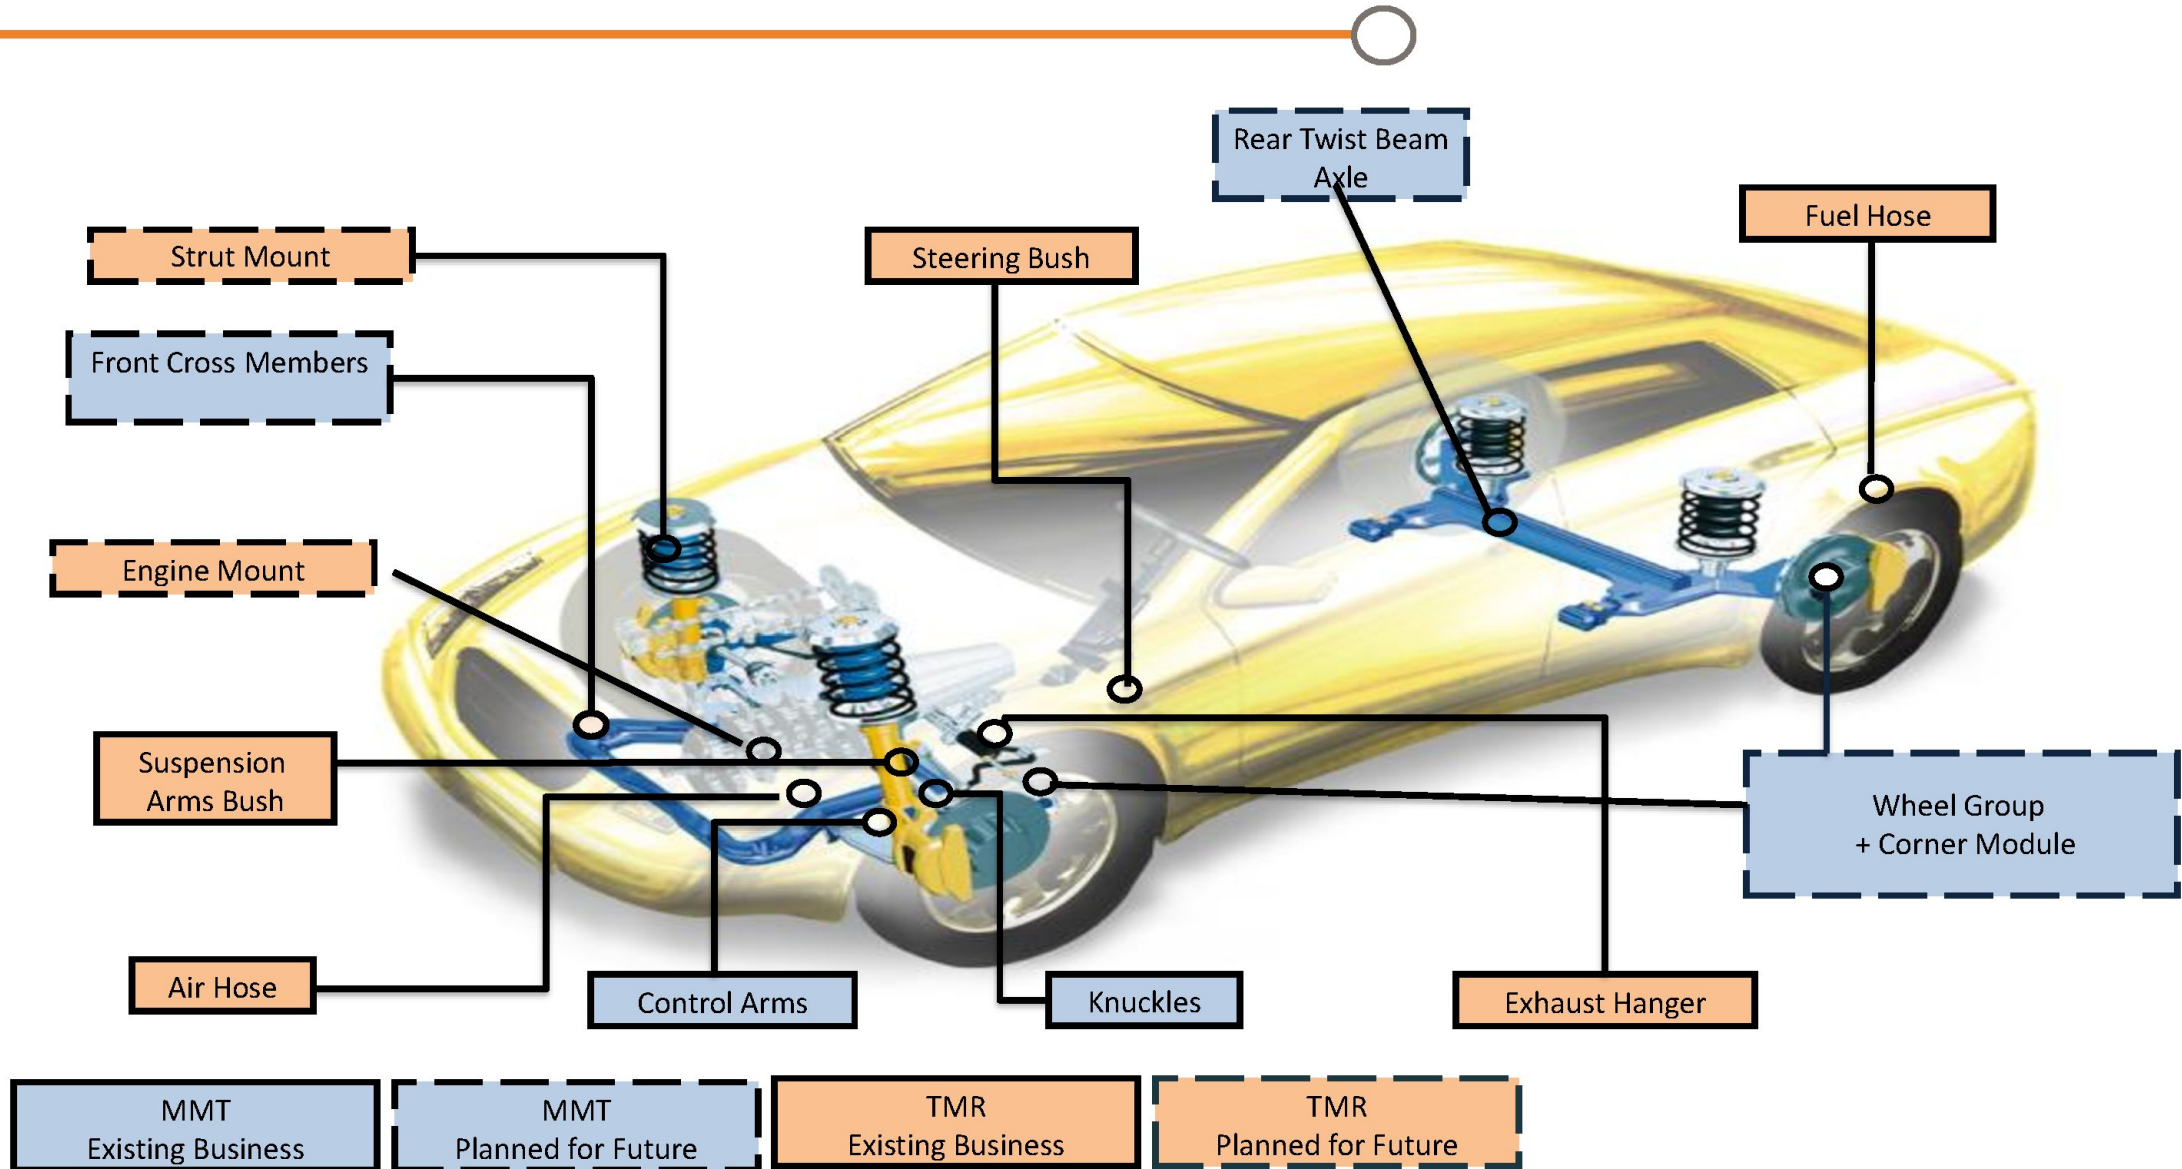 Rear Twist Beam
Axle
Fuel Hose
Strut Mount
Steering Bush
Front Cross Members
Engine Mount
Suspension
Arms Bush
Wheel Group
+ Corner Module
Air Hose
Control Arms
Knuckles
Exhaust Hanger
MMT
Existing Business
MMT
Planned for Future
TMR
Existing Business
TMR
Planned for Future